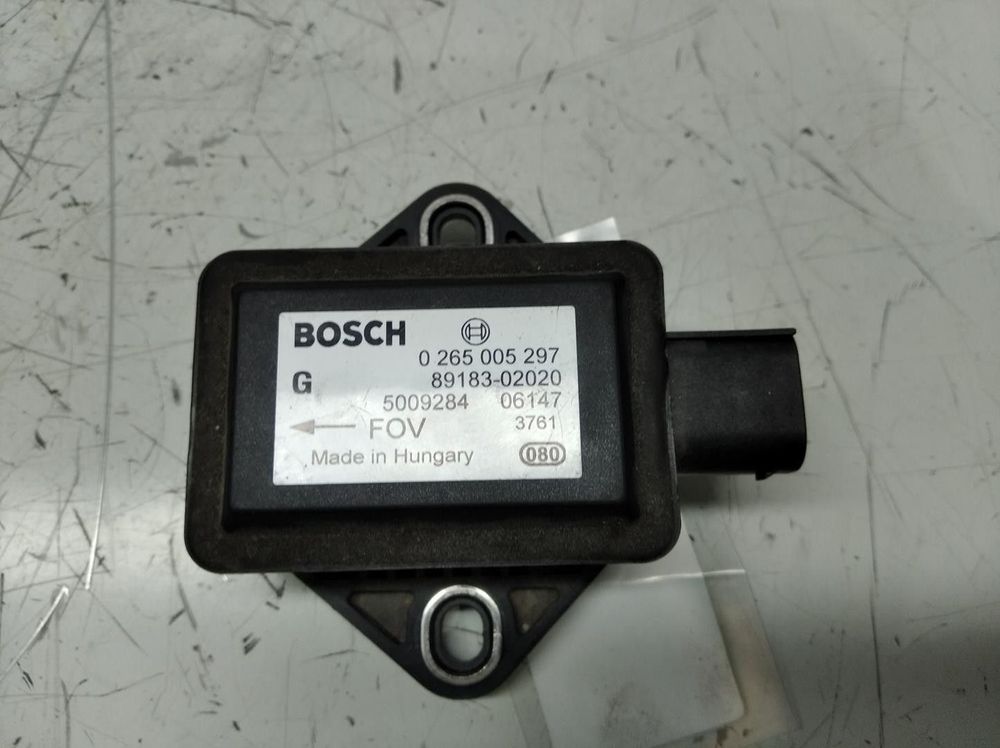 BOSCH
0 265 005 297
G 89183-02020
5009284 06147
FOV 3761
Made in Hungary 080